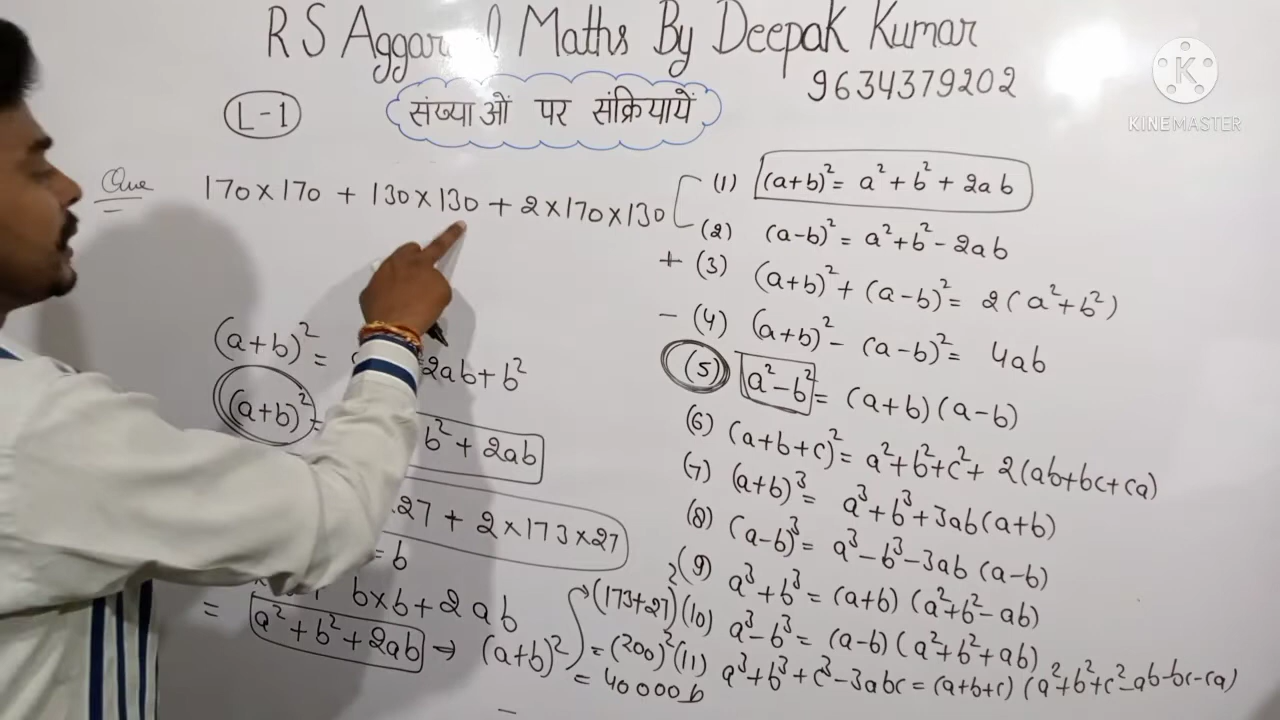 R S Aggar l Maths By Deepak Kumar
9634379202
K
KINEMASTER
L-1
संख्याओं पर संक्रियायें
Que
170×170 + 130×130 + 2×170×130
(1) (a+b)² = a² + b² + 2ab
(2) (a-b)² = a² + b² - 2ab
+ (3) (a+b)² + (a-b)² = 2(a² + b²)
- (4) (a+b)² - (a-b)² = 4ab
(5) a² - b² = (a+b) (a-b)
(6) (a+b+c)² = a² + b² + c² + 2(ab+bc+ca)
(7) (a+b)³ = a³ + b³ + 3ab(a+b)
(8) (a-b)³ = a³ - b³ - 3ab (a-b)
(9) a³ + b³ = (a+b) (a² + b² - ab)
(10) a³ - b³ = (a-b) (a² + b² + ab)
(11) a³ + b³ + c³ - 3abc = (a+b+c) (a² + b² + c² - ab - bc - ca)
(a+b)² = 2ab + b²
(a+b)² = b² + 2ab
.27 + 2×173×27
= b
= b×b + 2ab
a² + b² + 2ab → (a+b)²
(173+27)²
= (200)²
= 40000